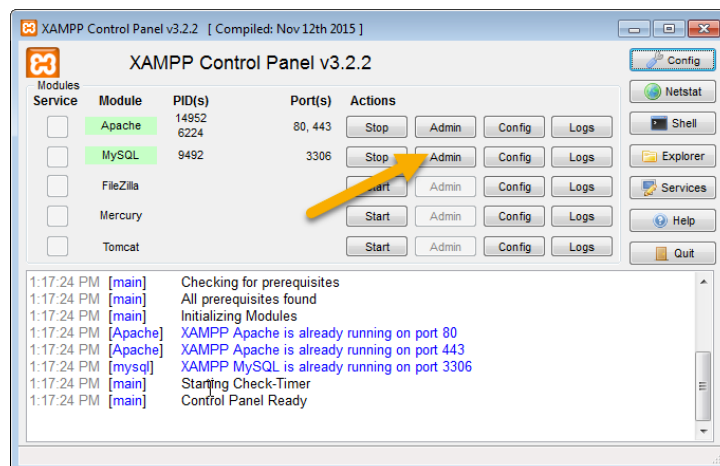 XAMPP Control Panel v3.2.2 [ Compiled: Nov 12th 2015 ]
XAMPP Control Panel v3.2.2
Config
Modules
Service Module PID(s) Port(s) Actions
Netstat
Apache 14952 6224 80, 443 Stop Admin Config Logs
Shell
MySQL 9492 3306 Stop Admin Config Logs
Explorer
FileZilla Start Admin Config Logs
Services
Mercury Start Admin Config Logs
Help
Tomcat Start Admin Config Logs
Quit
1:17:24 PM [main] Checking for prerequisites
1:17:24 PM [main] All prerequisites found
1:17:24 PM [main] Initializing Modules
1:17:24 PM [Apache] XAMPP Apache is already running on port 80
1:17:24 PM [Apache] XAMPP Apache is already running on port 443
1:17:24 PM [mysql] XAMPP MySQL is already running on port 3306
1:17:24 PM [main] Starting Check-Timer
1:17:24 PM [main] Control Panel Ready